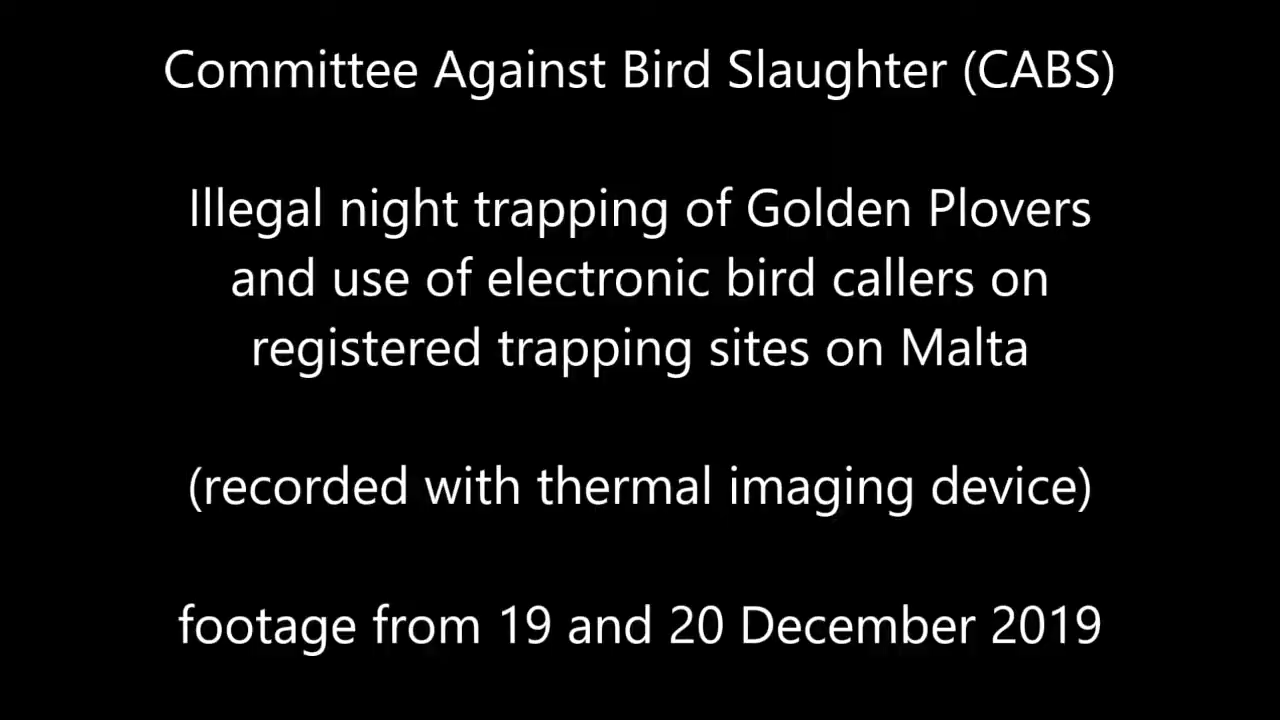 Committee Against Bird Slaughter (CABS)
Illegal night trapping of Golden Plovers
and use of electronic bird callers on
registered trapping sites on Malta
(recorded with thermal imaging device)
footage from 19 and 20 December 2019